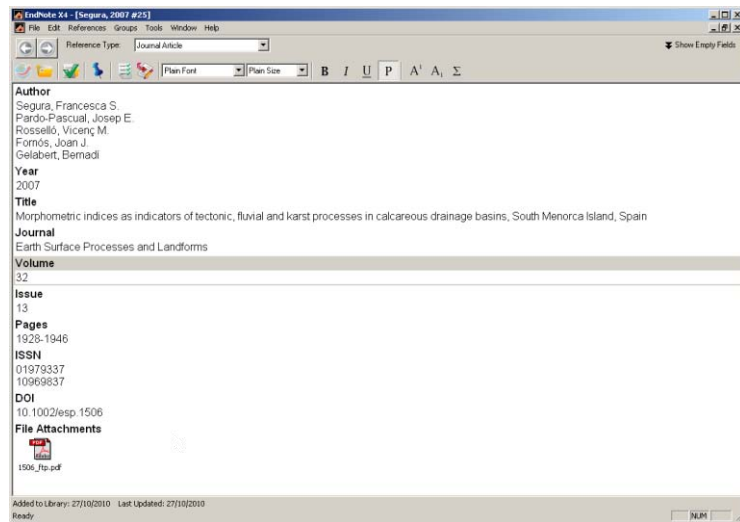 EndNote X4 - [Segura, 2007 #25]
File Edit References Groups Tools Window Help
Reference Type: Journal Article
Show Empty Fields
Plain Font Plain Size B I U P A¹ A₁ Σ
Author
Segura, Francesca S.
Pardo-Pascual, Josep E.
Rosselló, Vicenç M.
Fornós, Joan J.
Gelabert, Bernadí
Year
2007
Title
Morphometric indices as indicators of tectonic, fluvial and karst processes in calcareous drainage basins, South Menorca Island, Spain
Journal
Earth Surface Processes and Landforms
Volume
32
Issue
13
Pages
1928-1946
ISSN
01979337
10969837
DOI
10.1002/esp.1506
File Attachments
PDF
1506_ftp.pdf
Added to Library: 27/10/2010 Last Updated: 27/10/2010
Ready
NUM